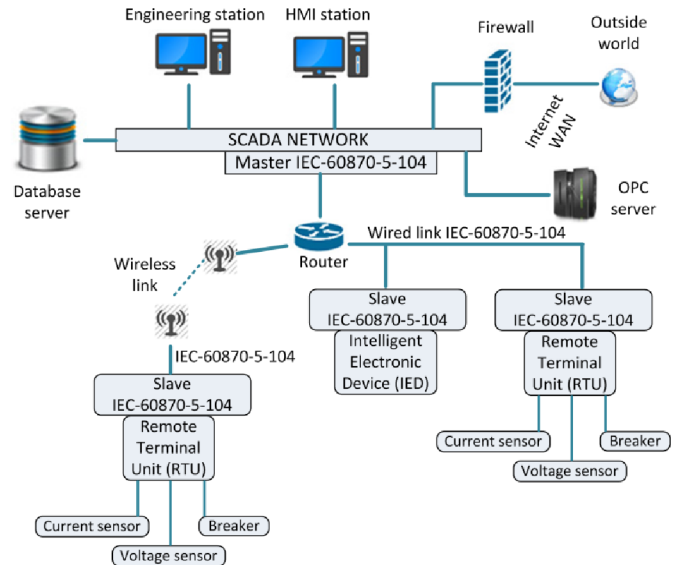 Engineering station
HMI station
Firewall
Outside
world
SCADA NETWORK
Master IEC-60870-5-104
Internet
WAN
Database
server
OPC
server
Router
Wired link IEC-60870-5-104
Wireless
link
IEC-60870-5-104
Slave
IEC-60870-5-104
Intelligent
Electronic
Device (IED)
Slave
IEC-60870-5-104
Remote
Terminal
Unit (RTU)
Current sensor
Breaker
Voltage sensor
Slave
IEC-60870-5-104
Remote
Terminal
Unit (RTU)
Current sensor
Breaker
Voltage sensor